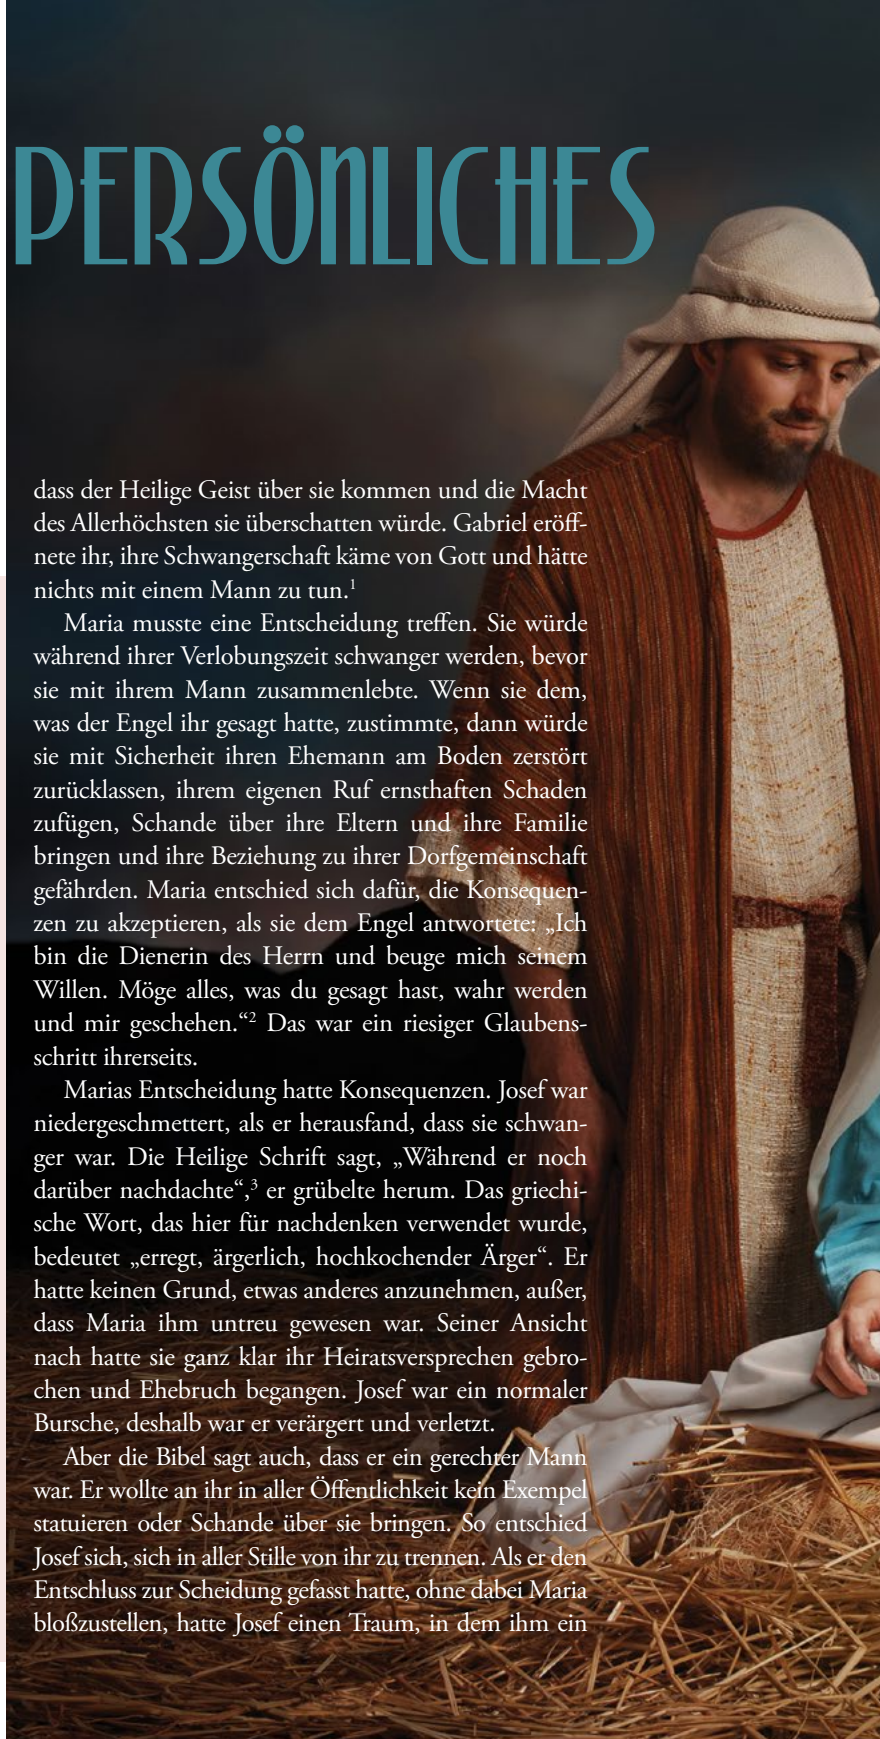 PERSÖNLICHES
dass der Heilige Geist über sie kommen und die Macht
des Allerhöchsten sie überschatten würde. Gabriel eröff-
nete ihr, ihre Schwangerschaft käme von Gott und hätte
nichts mit einem Mann zu tun.¹
Maria musste eine Entscheidung treffen. Sie würde
während ihrer Verlobungszeit schwanger werden, bevor
sie mit ihrem Mann zusammenlebte. Wenn sie dem,
was der Engel ihr gesagt hatte, zustimmte, dann würde
sie mit Sicherheit ihren Ehemann am Boden zerstört
zurücklassen, ihrem eigenen Ruf ernsthaften Schaden
zufügen, Schande über ihre Eltern und ihre Familie
bringen und ihre Beziehung zu ihrer Dorfgemeinschaft
gefährden. Maria entschied sich dafür, die Konsequen-
zen zu akzeptieren, als sie dem Engel antwortete: „Ich
bin die Dienerin des Herrn und beuge mich seinem
Willen. Möge alles, was du gesagt hast, wahr werden
und mir geschehen.“² Das war ein riesiger Glaubens-
schritt ihrerseits.
Marias Entscheidung hatte Konsequenzen. Josef war
niedergeschmettert, als er herausfand, dass sie schwan-
ger war. Die Heilige Schrift sagt, „Während er noch
darüber nachdachte“,³ er grübelte herum. Das griechi-
sche Wort, das hier für nachdenken verwendet wurde,
bedeutet „erregt, ärgerlich, hochkochender Ärger“. Er
hatte keinen Grund, etwas anderes anzunehmen, außer,
dass Maria ihm untreu gewesen war. Seiner Ansicht
nach hatte sie ganz klar ihr Heiratsversprechen gebro-
chen und Ehebruch begangen. Josef war ein normaler
Bursche, deshalb war er verärgert und verletzt.
Aber die Bibel sagt auch, dass er ein gerechter Mann
war. Er wollte an ihr in aller Öffentlichkeit kein Exempel
statuieren oder Schande über sie bringen. So entschied
Josef sich, sich in aller Stille von ihr zu trennen. Als er den
Entschluss zur Scheidung gefasst hatte, ohne dabei Maria
bloßzustellen, hatte Josef einen Traum, in dem ihm ein